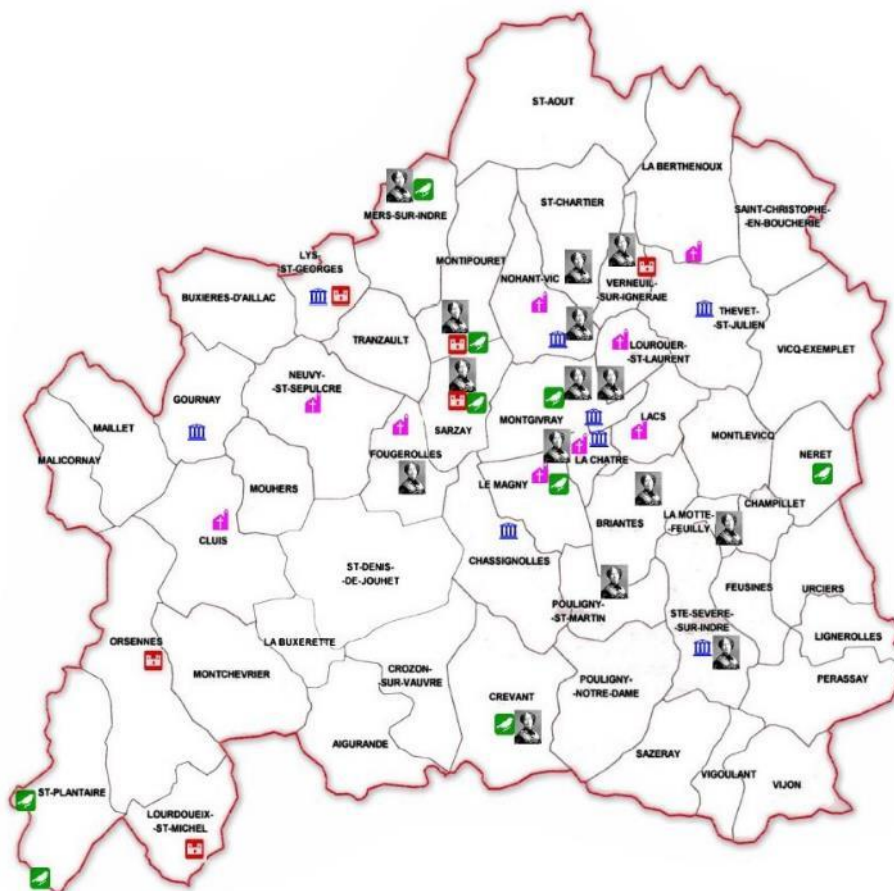 ST-AOUT
LA BERTHENOUX
ST-CHARTIER
SAINT-CHRISTOPHE-
-EN-BOUCHERIE
MERS-SUR-INDRE
LYS-
-ST-GEORGES
MONTIPOURET
NOHANT-VIC
VERNEUIL
-SUR-IGNERAIE
BUXIERES-D'AILLAC
THEVET-
-ST-JULIEN
TRANZAULT
LOUROUER-
-ST-LAURENT
VICQ-EXEMPLET
NEUVY-
-ST-SEPULCRE
GOURNAY
MAILLET
MONTGIVRAY
LACS
SARZAY
MONTLEVICQ
FOUGEROLLES
LA CHATRE
NERET
MALICORNAY
MOUHERS
LE MAGNY
CHAMPILLET
LA MOTTE-
-FEUILLY
BRIANTES
CLUIS
CHASSIGNOLLES
ST-DENIS-
-DE-JOUHET
FEUSINES
URCIERS
POULIGNY-
-ST-MARTIN
STE-SEVERE-
-SUR-INDRE
LIGNEROLLES
ORSENNES
LA BUXERETTE
MONTCHEVRIER
CROZON-
-SUR-VAUVRE
CREVANT
POULIGNY-
-NOTRE-DAME
PERASSAY
AIGURANDE
SAZERAY
VIGOULANT
VIJON
ST-PLANTAIRE
LOURDOUEIX-
-ST-MICHEL